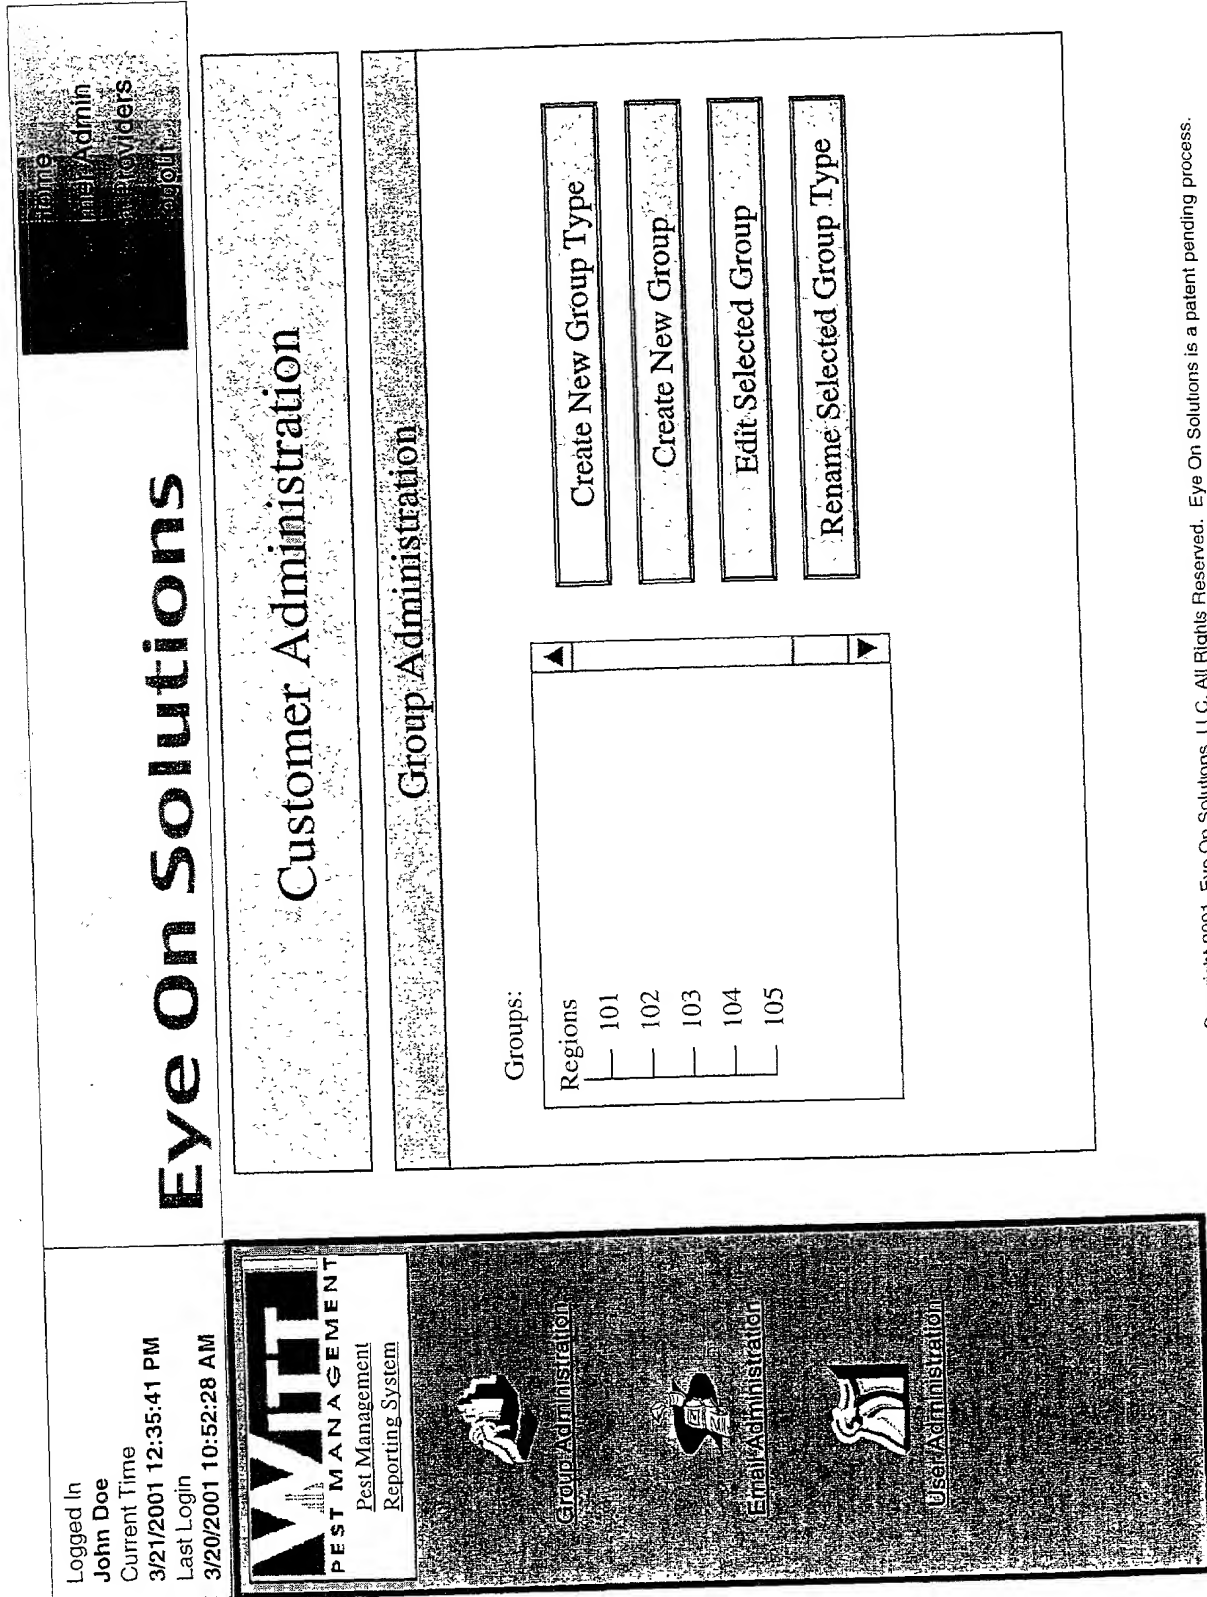 Logged In
John Doe
Current Time
3/21/2001 12:35:41 PM
Last Login
3/20/2001 10:52:28 AM
Eye On Solutions
Home
Admin
Providers
WITT
PEST MANAGEMENT
Pest Management
Reporting System
Group Administration
Email Administration
User Administration
Customer Administration
Group Administration
Groups:
Regions
101
102
103
104
105
Create New Group Type
Create New Group
Edit Selected Group
Rename Selected Group Type
2001 Eye On Solutions, LLC. All Rights Reserved. Eye On Solutions is a patent pending process.